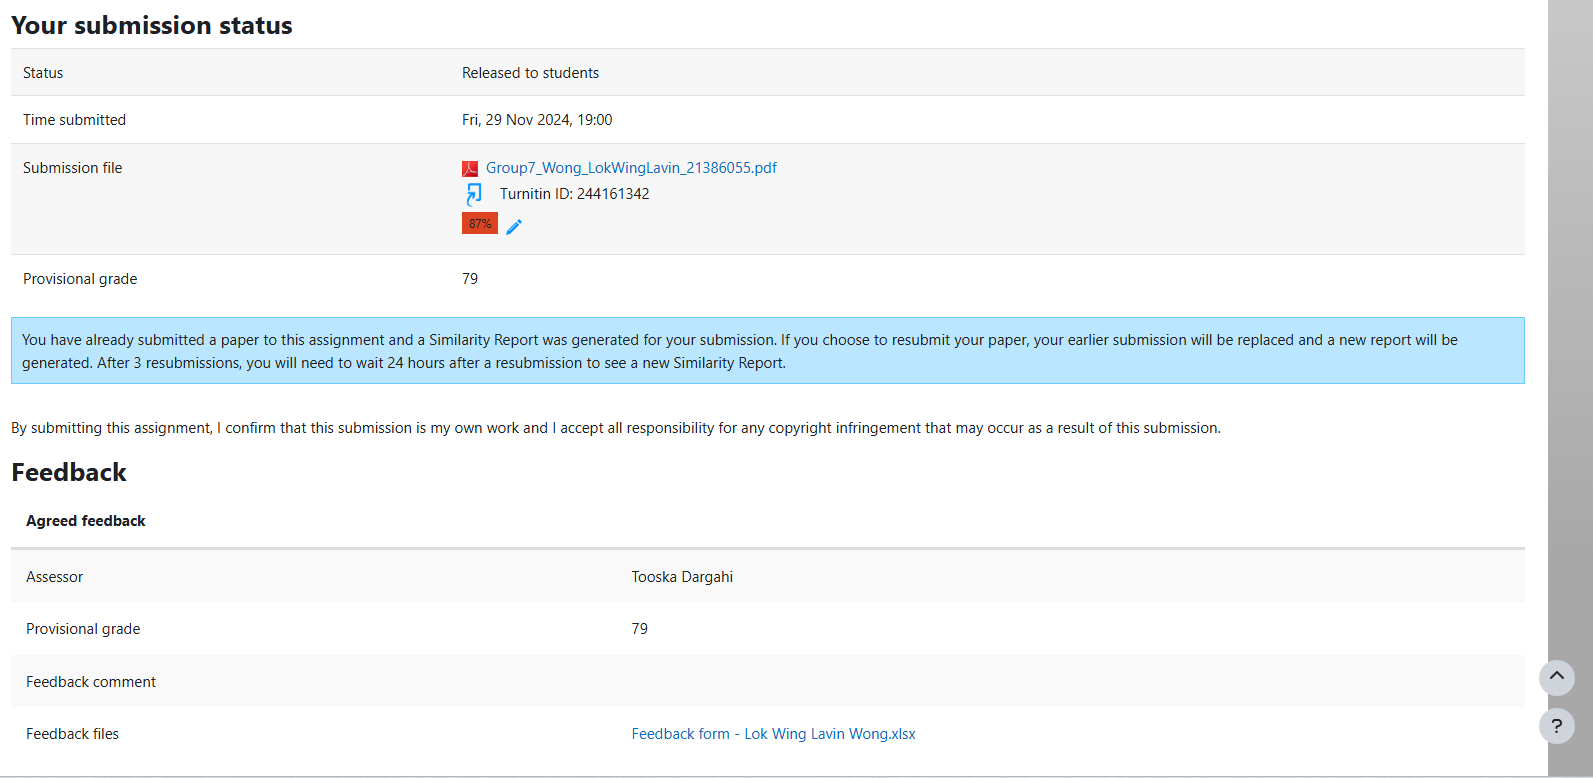 Your submission status
Status Released to students
Time submitted Fri, 29 Nov 2024, 19:00
Submission file Group7_Wong_LokWingLavin_21386055.pdf
Turnitin ID: 244161342
87%
Provisional grade 79
You have already submitted a paper to this assignment and a Similarity Report was generated for your submission. If you choose to resubmit your paper, your earlier submission will be replaced and a new report will be
generated. After 3 resubmissions, you will need to wait 24 hours after a resubmission to see a new Similarity Report.
By submitting this assignment, I confirm that this submission is my own work and I accept all responsibility for any copyright infringement that may occur as a result of this submission.
Feedback
Agreed feedback
Assessor Tooska Dargahi
Provisional grade 79
Feedback comment
Feedback files Feedback form - Lok Wing Lavin Wong.xlsx
?